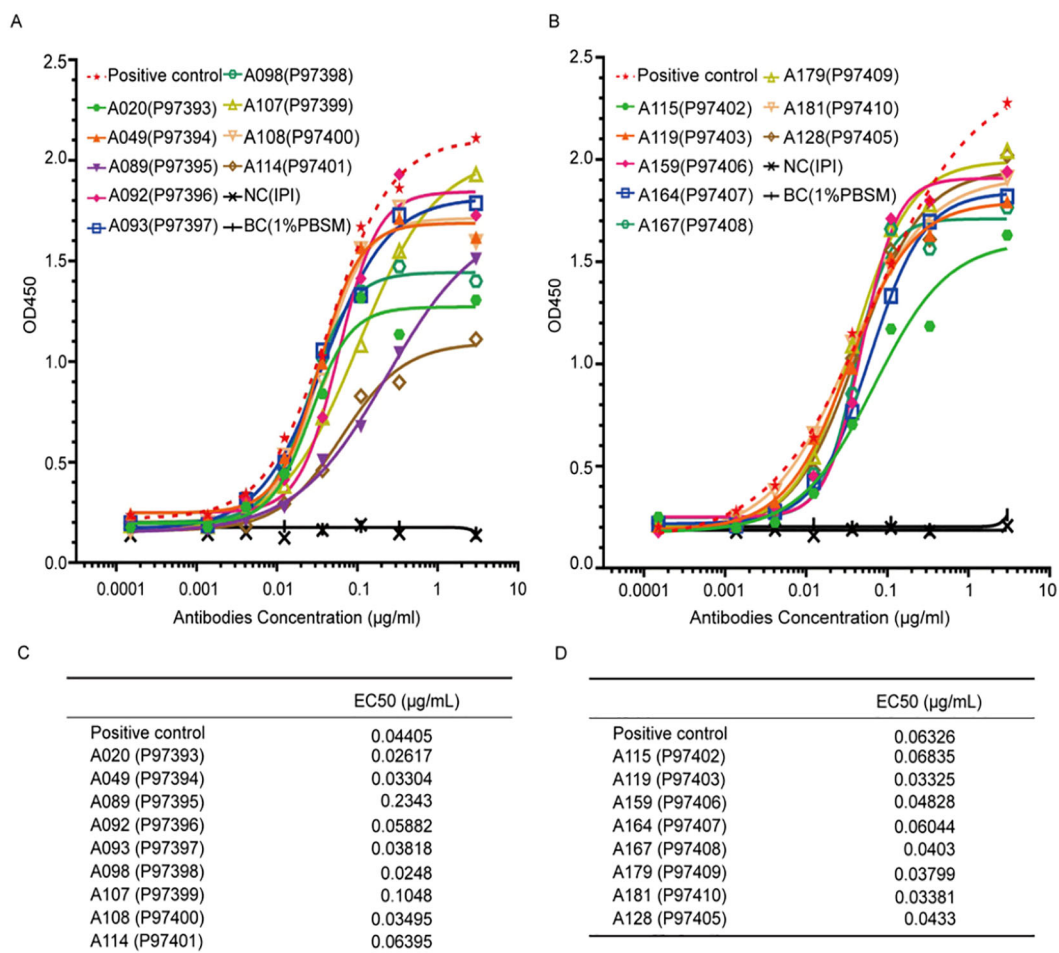 A
B
Positive control
A020(P97393)
A049(P97394)
A089(P97395)
A092(P97396)
A093(P97397)
A098(P97398)
A107(P97399)
A108(P97400)
A114(P97401)
NC(IPI)
BC(1%PBSM)
2.5
2.0
1.5
1.0
0.5
0.0
OD450
0.0001
0.001
0.01
0.1
1
10
Antibodies Concentration (μg/ml)
Positive control
A115(P97402)
A119(P97403)
A159(P97406)
A164(P97407)
A167(P97408)
A179(P97409)
A181(P97410)
A128(P97405)
NC(IPI)
BC(1%PBSM)
2.5
2.0
1.5
1.0
0.5
0.0
OD450
0.0001
0.001
0.01
0.1
1
10
Antibodies Concentration (μg/ml)
C
EC50 (μg/mL)
Positive control 0.04405
A020 (P97393) 0.02617
A049 (P97394) 0.03304
A089 (P97395) 0.2343
A092 (P97396) 0.05882
A093 (P97397) 0.03818
A098 (P97398) 0.0248
A107 (P97399) 0.1048
A108 (P97400) 0.03495
A114 (P97401) 0.06395
D
EC50 (μg/mL)
Positive control 0.06326
A115 (P97402) 0.06835
A119 (P97403) 0.03325
A159 (P97406) 0.04828
A164 (P97407) 0.06044
A167 (P97408) 0.0403
A179 (P97409) 0.03799
A181 (P97410) 0.03381
A128 (P97405) 0.0433